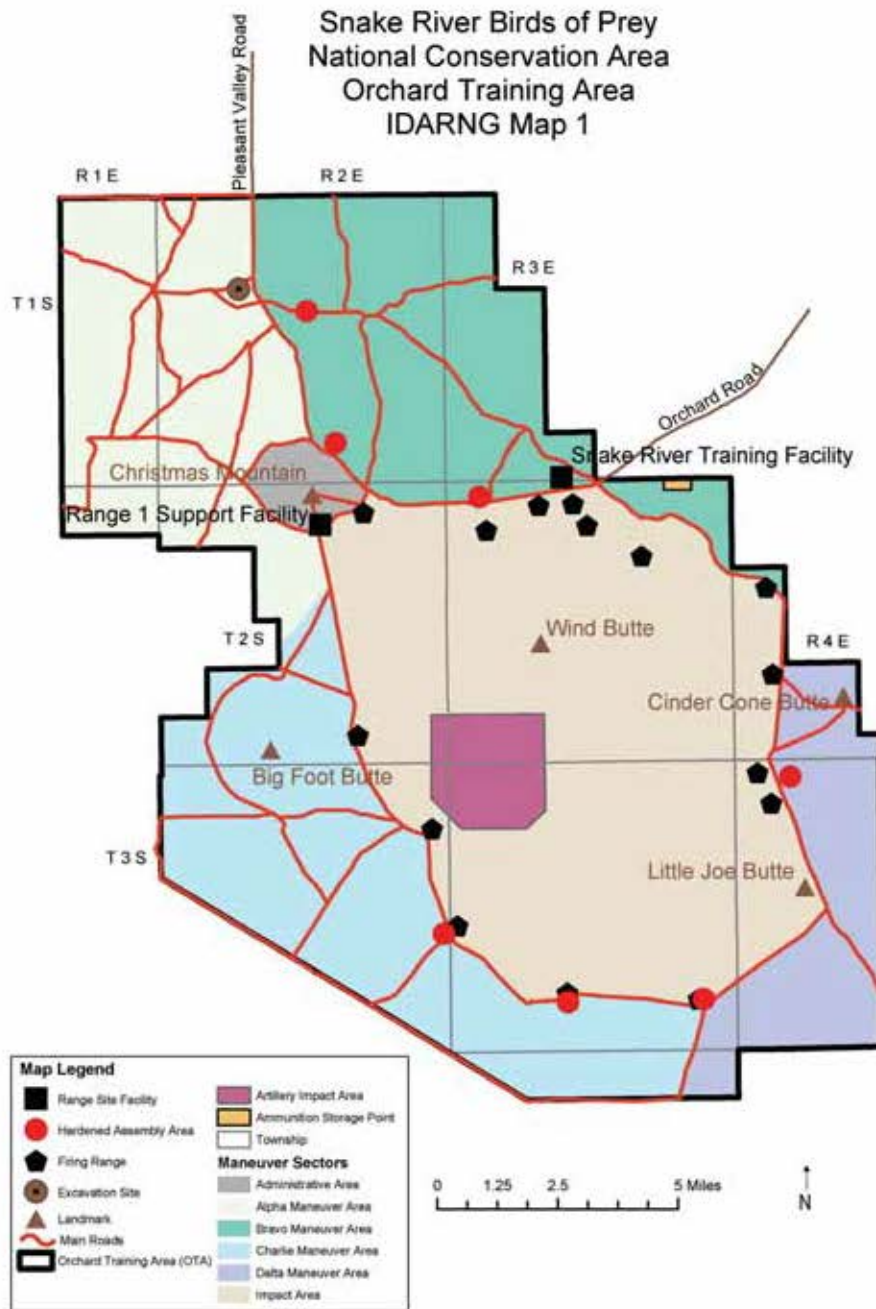 Snake River Birds of Prey
National Conservation Area
Orchard Training Area
IDARNG Map 1
Pleasant Valley Road
R 1 E
R 2 E
R 3 E
T 1 S
Orchard Road
Snake River Training Facility
Christmas Mountain
Range 1 Support Facility
Wind Butte
T 2 S
R 4 E
Cinder Cone Butte
Big Foot Butte
T 3 S
Little Joe Butte
Map Legend
Range Site Facility
Hardened Assembly Area
Firing Range
Excavation Site
Landmark
Main Roads
Orchard Training Area (OTA)
Artillery Impact Area
Ammunition Storage Point
Township
Maneuver Sectors
Administrative Area
Alpha Maneuver Area
Bravo Maneuver Area
Charlie Maneuver Area
Delta Maneuver Area
Impact Area
0 1.25 2.5 5 Miles
N